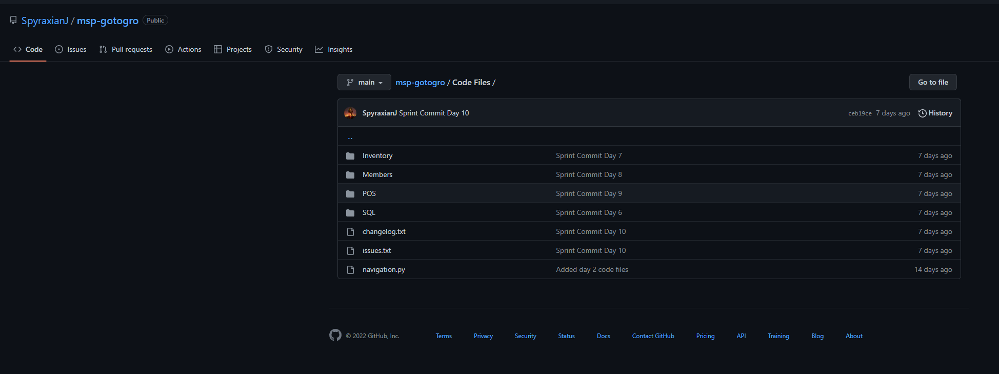 SpyraxianJ / msp-gotogro Public
Code Issues Pull requests Actions Projects Security Insights
main msp-gotogro / Code Files / Go to file
SpyraxianJ Sprint Commit Day 10 ceb19ce 7 days ago History
..
Inventory Sprint Commit Day 7 7 days ago
Members Sprint Commit Day 8 7 days ago
POS Sprint Commit Day 9 7 days ago
SQL Sprint Commit Day 6 7 days ago
changelog.txt Sprint Commit Day 10 7 days ago
issues.txt Sprint Commit Day 10 7 days ago
navigation.py Added day 2 code files 14 days ago
© 2022 GitHub, Inc. Terms Privacy Security Status Docs Contact GitHub Pricing API Training Blog About